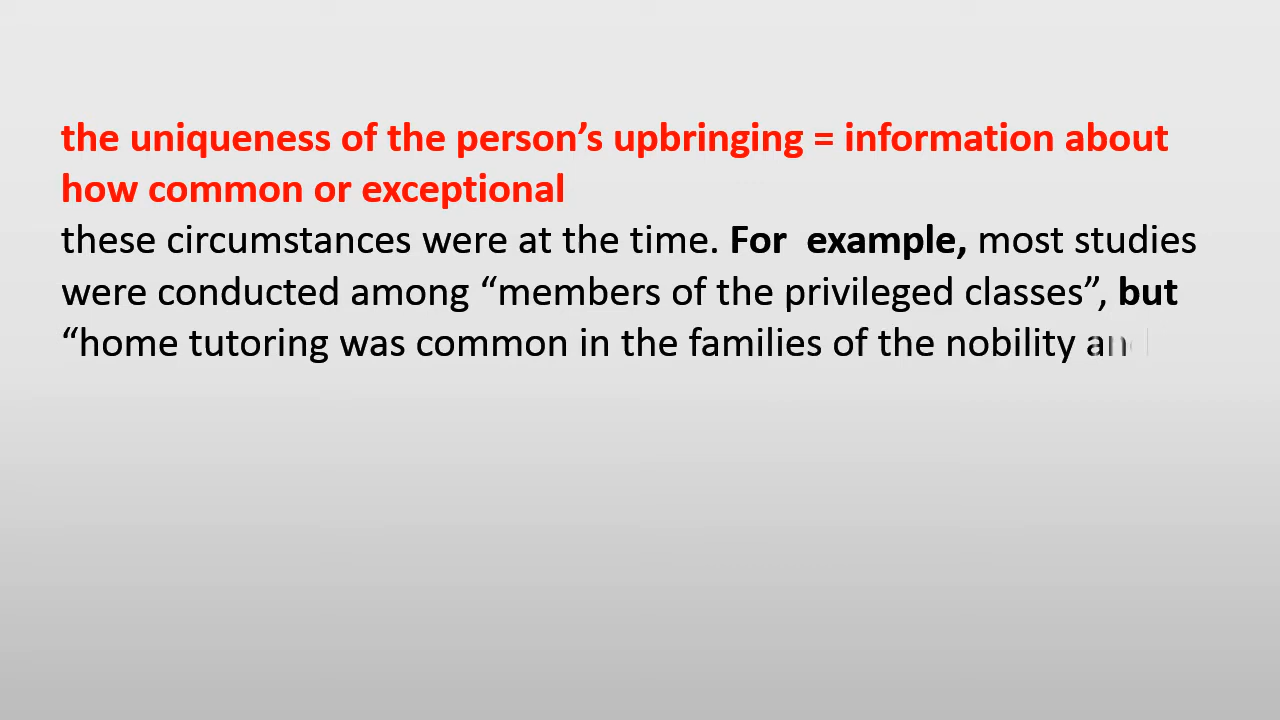 the uniqueness of the person’s upbringing = information about
how common or exceptional
these circumstances were at the time. For  example, most studies
were conducted among “members of the privileged classes”, but
“home tutoring was common in the families of the nobility